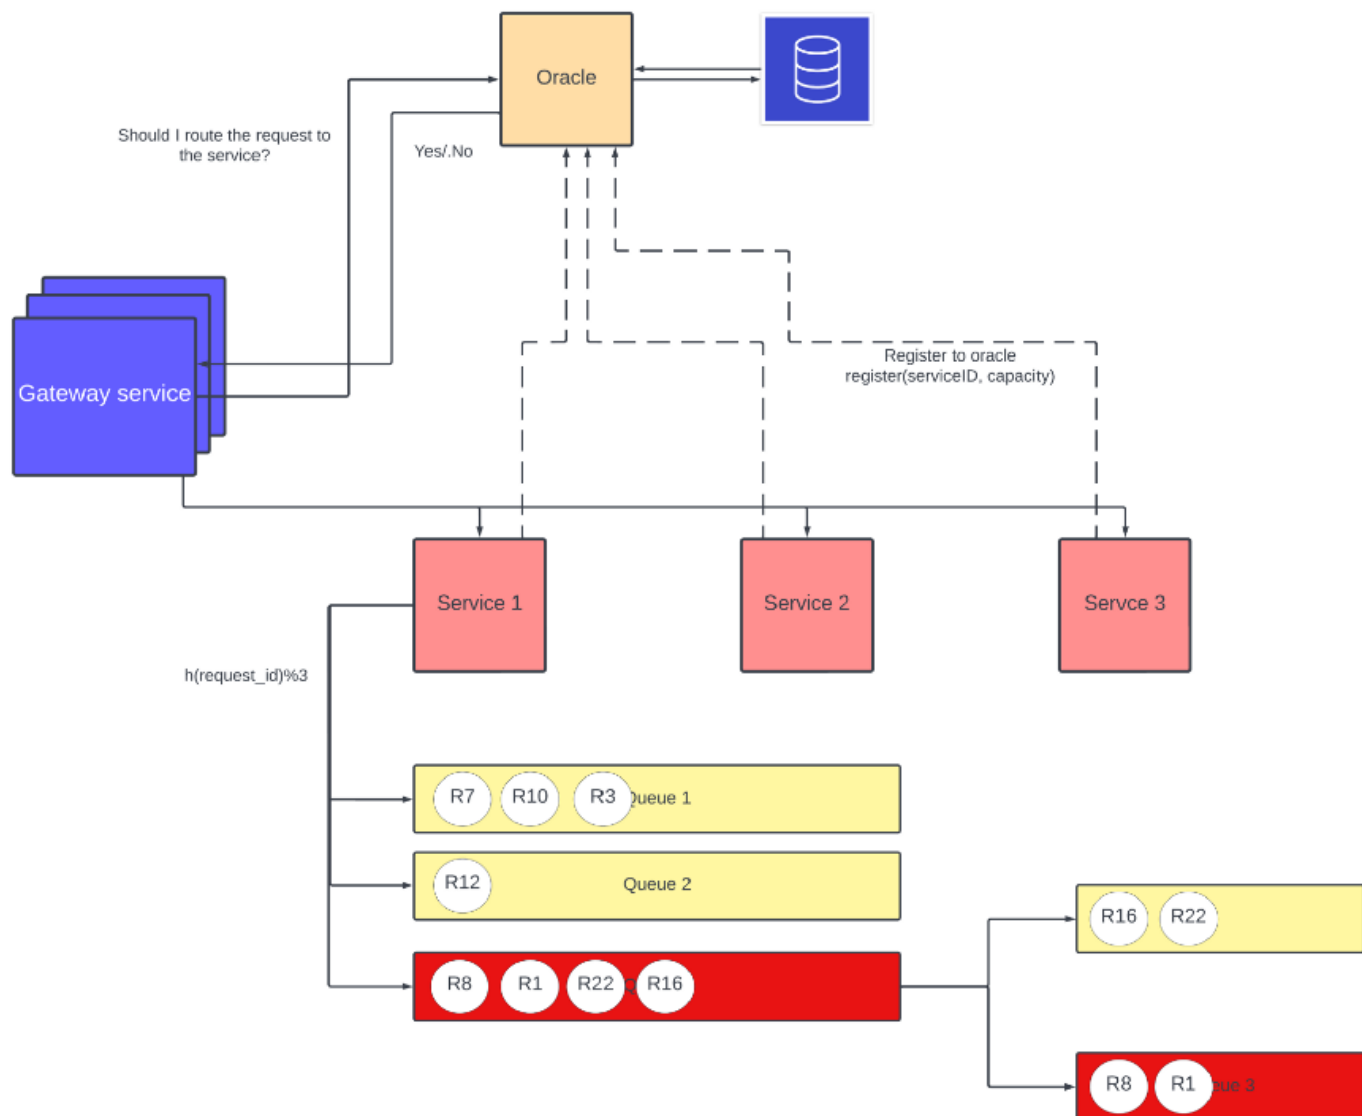 Oracle
Should I route the request to
the service?
Yes/.No
Gateway service
Register to oracle
register(serviceID, capacity)
Service 1
Service 2
Servce 3
h(request_id)%3
R7 R10 R3 Queue 1
R12 Queue 2
R16 R22
R8 R1 R22 R16
R8 R1 eue 3